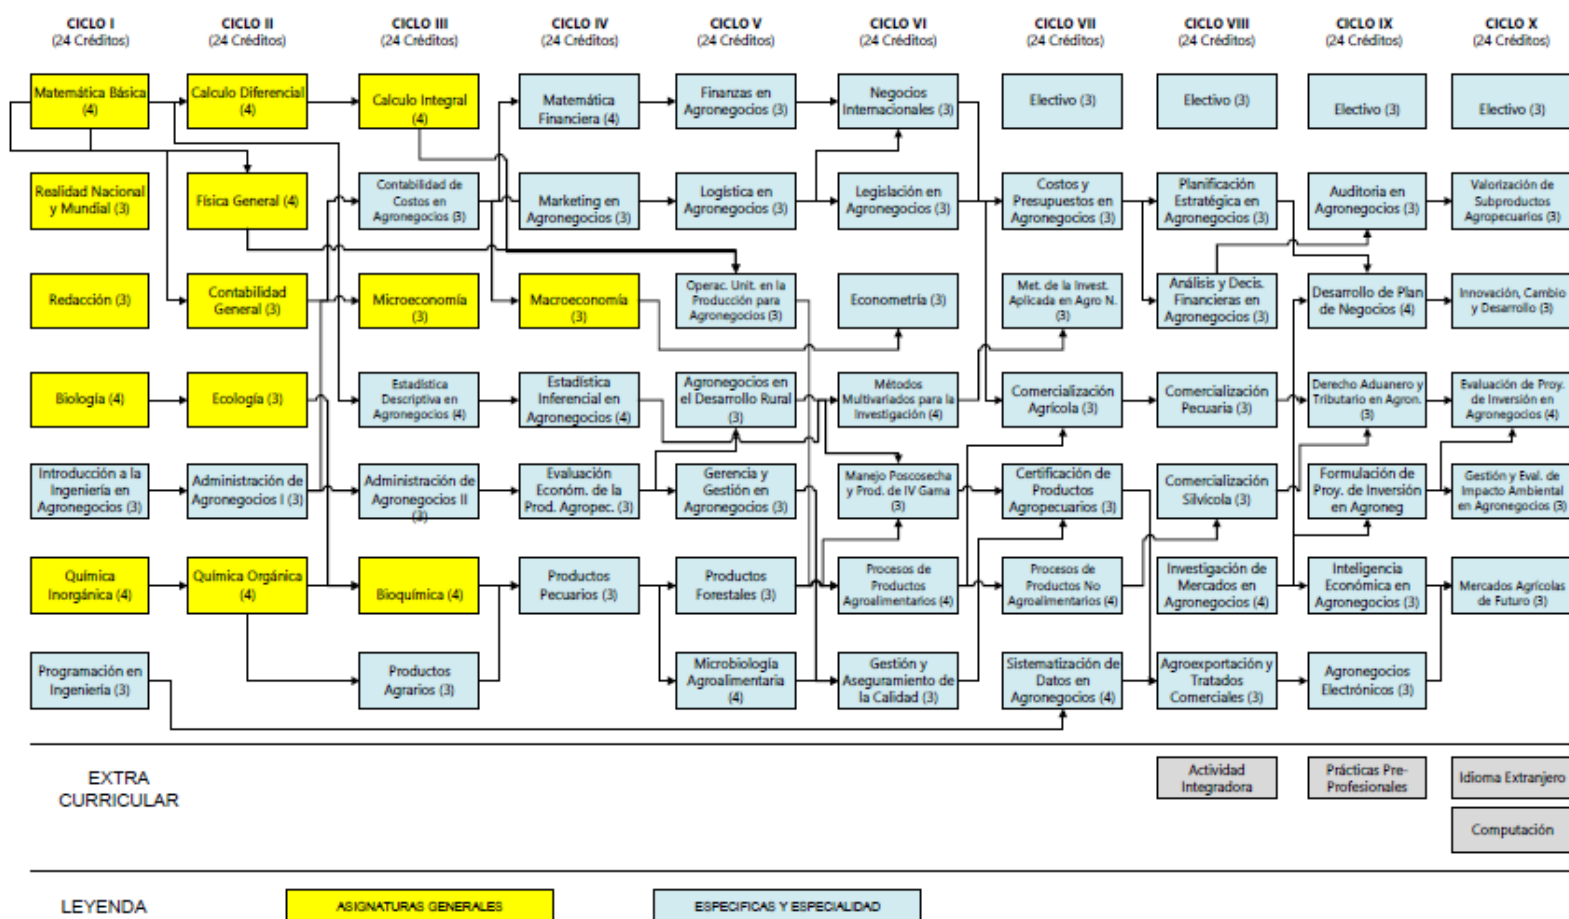 CICLO I
(24 Créditos)
CICLO II
(24 Créditos)
CICLO III
(24 Créditos)
CICLO IV
(24 Créditos)
CICLO V
(24 Créditos)
CICLO VI
(24 Créditos)
CICLO VII
(24 Créditos)
CICLO VIII
(24 Créditos)
CICLO IX
(24 Créditos)
CICLO X
(24 Créditos)
Matemática Básica
(4)
Calculo Diferencial
(4)
Calculo Integral
(4)
Matemática
Financiera (4)
Finanzas en
Agronegocios (3)
Negocios
Internacionales (3)
Electivo (3)
Electivo (3)
Electivo (3)
Electivo (3)
Realidad Nacional
y Mundial (3)
Física General (4)
Contabilidad de
Costos en
Agronegocios (3)
Marketing en
Agronegocios (3)
Logística en
Agronegocios (3)
Legislación en
Agronegocios (3)
Costos y
Presupuestos en
Agronegocios (3)
Planificación
Estratégica en
Agronegocios (3)
Auditoria en
Agronegocios (3)
Valorización de
Subproductos
Agropecuarios (3)
Redacción (3)
Contabilidad
General (3)
Microeconomía
(3)
Macroeconomía
(3)
Operac. Unit. en la
Producción para
Agronegocios (3)
Econometría (3)
Met. de la Invest.
Aplicada en Agro N.
(3)
Análisis y Decis.
Financieras en
Agronegocios (3)
Desarrollo de Plan
de Negocios (4)
Innovación, Cambio
y Desarrollo (3)
Biología (4)
Ecología (3)
Estadística
Descriptiva en
Agronegocios (4)
Estadística
Inferencial en
Agronegocios (4)
Agronegocios en
el Desarrollo Rural
(3)
Métodos
Multivariados para la
Investigación (4)
Comercialización
Agrícola (3)
Comercialización
Pecuaria (3)
Derecho Aduanero y
Tributario en Agron.
(3)
Evaluación de Proy.
de Inversión en
Agronegocios (4)
Introducción a la
Ingeniería en
Agronegocios (3)
Administración de
Agronegocios I (3)
Administración de
Agronegocios II
(3)
Evaluación
Económ. de la
Prod. Agropec. (3)
Gerencia y
Gestión en
Agronegocios (3)
Manejo Poscosecha
y Prod. de IV Gama
(3)
Certificación de
Productos
Agropecuarios (3)
Comercialización
Silvícola (3)
Formulación de
Proy. de Inversión
en Agroneg
Gestión y Eval. de
Impacto Ambiental
en Agronegocios (3)
Química
Inorgánica (4)
Química Orgánica
(4)
Bioquímica (4)
Productos
Pecuarios (3)
Productos
Forestales (3)
Procesos de
Productos
Agroalimentarios (4)
Procesos de
Productos No
Agroalimentarios (4)
Investigación de
Mercados en
Agronegocios (4)
Inteligencia
Económica en
Agronegocios (3)
Mercados Agrícolas
de Futuro (3)
Programación en
Ingeniería (3)
Productos
Agrarios (3)
Microbiología
Agroalimentaria
(4)
Gestión y
Aseguramiento de
la Calidad (3)
Sistematización de
Datos en
Agronegocios (4)
Agroexportación y
Tratados
Comerciales (3)
Agronegocios
Electrónicos (3)
EXTRA
CURRICULAR
Actividad
Integradora
Prácticas Pre-
Profesionales
Idioma Extranjero
Computación
LEYENDA
ASIGNATURAS GENERALES
ESPECIFICAS Y ESPECIALIDAD